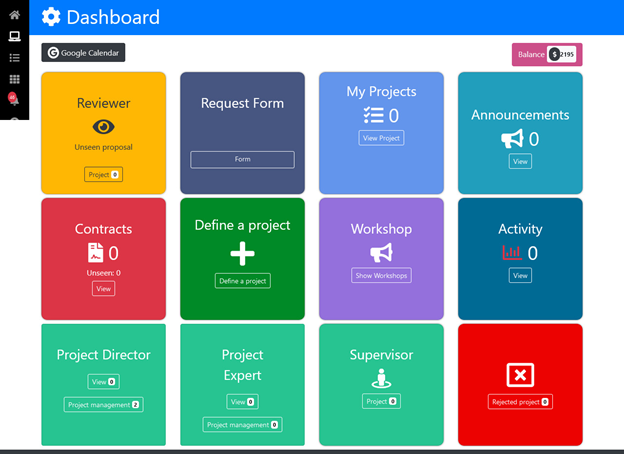 Dashboard
Google Calendar
Balance $ 2195
Reviewer
Unseen proposal
Project 0
Request Form
Form
My Projects
0
View Project
Announcements
0
View
Contracts
0
Unseen: 0
View
Define a project
Define a project
Workshop
Show Workshops
Activity
0
View
Project Director
View 0
Project management 2
Project
Expert
View 0
Project management 0
Supervisor
Project 0
Rejected project 0